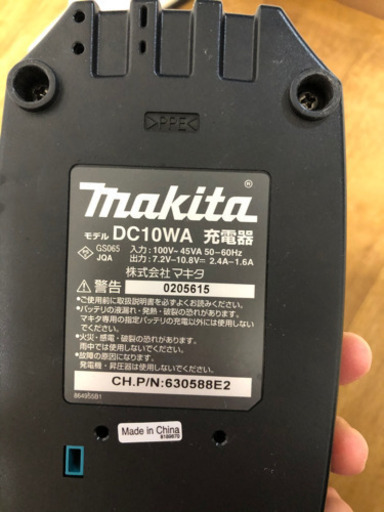 >PPE<
makita®
モデル DC10WA 充電器
GS065
JQA
入力:100V~45VA 50-60Hz
出力:7.2V-10.8V⎓ 2.4A-1.6A
株式会社 マキタ
⚠警告 0205615
●ご使用前に取扱説明書を必ずよくお読みください。
●バッテリの液漏れ・発熱・破裂の恐れがあります。
マキタ専用の指定バッテリの充電以外には使用しないでください。
●火災・感電・破裂の恐れがあります。
雨中では使用しないでください。
●故障の原因になります。
発電機・昇圧器は使用しないでください。
CH.P/N:630588E2
864955B1
Made in China